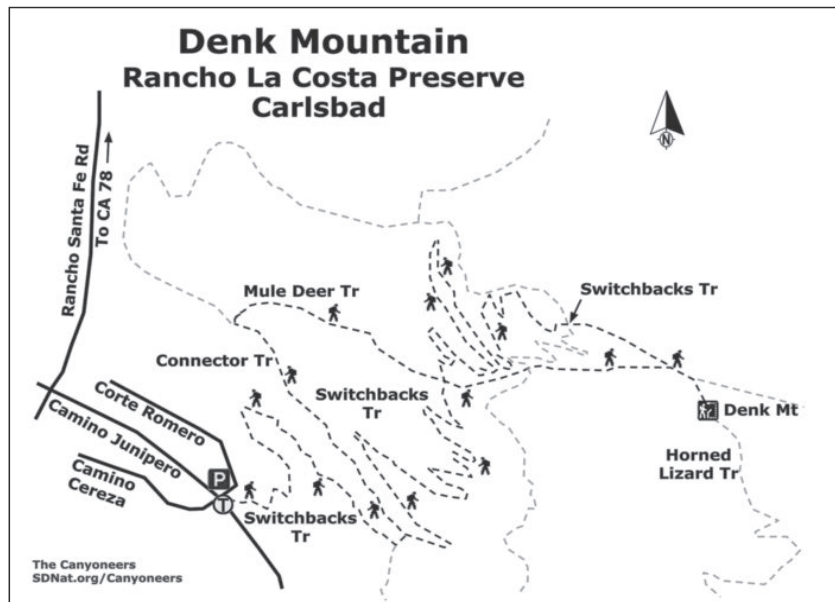 Denk Mountain
Rancho La Costa Preserve
Carlsbad
Rancho Santa Fe Rd
To CA 78
N
Mule Deer Tr
Switchbacks Tr
Connector Tr
Switchbacks
Tr
Corte Romero
Camino Junipero
Camino
Cereza
P
T
Denk Mt
Horned
Lizard Tr
Switchbacks
Tr
The Canyoneers
SDNat.org/Canyoneers